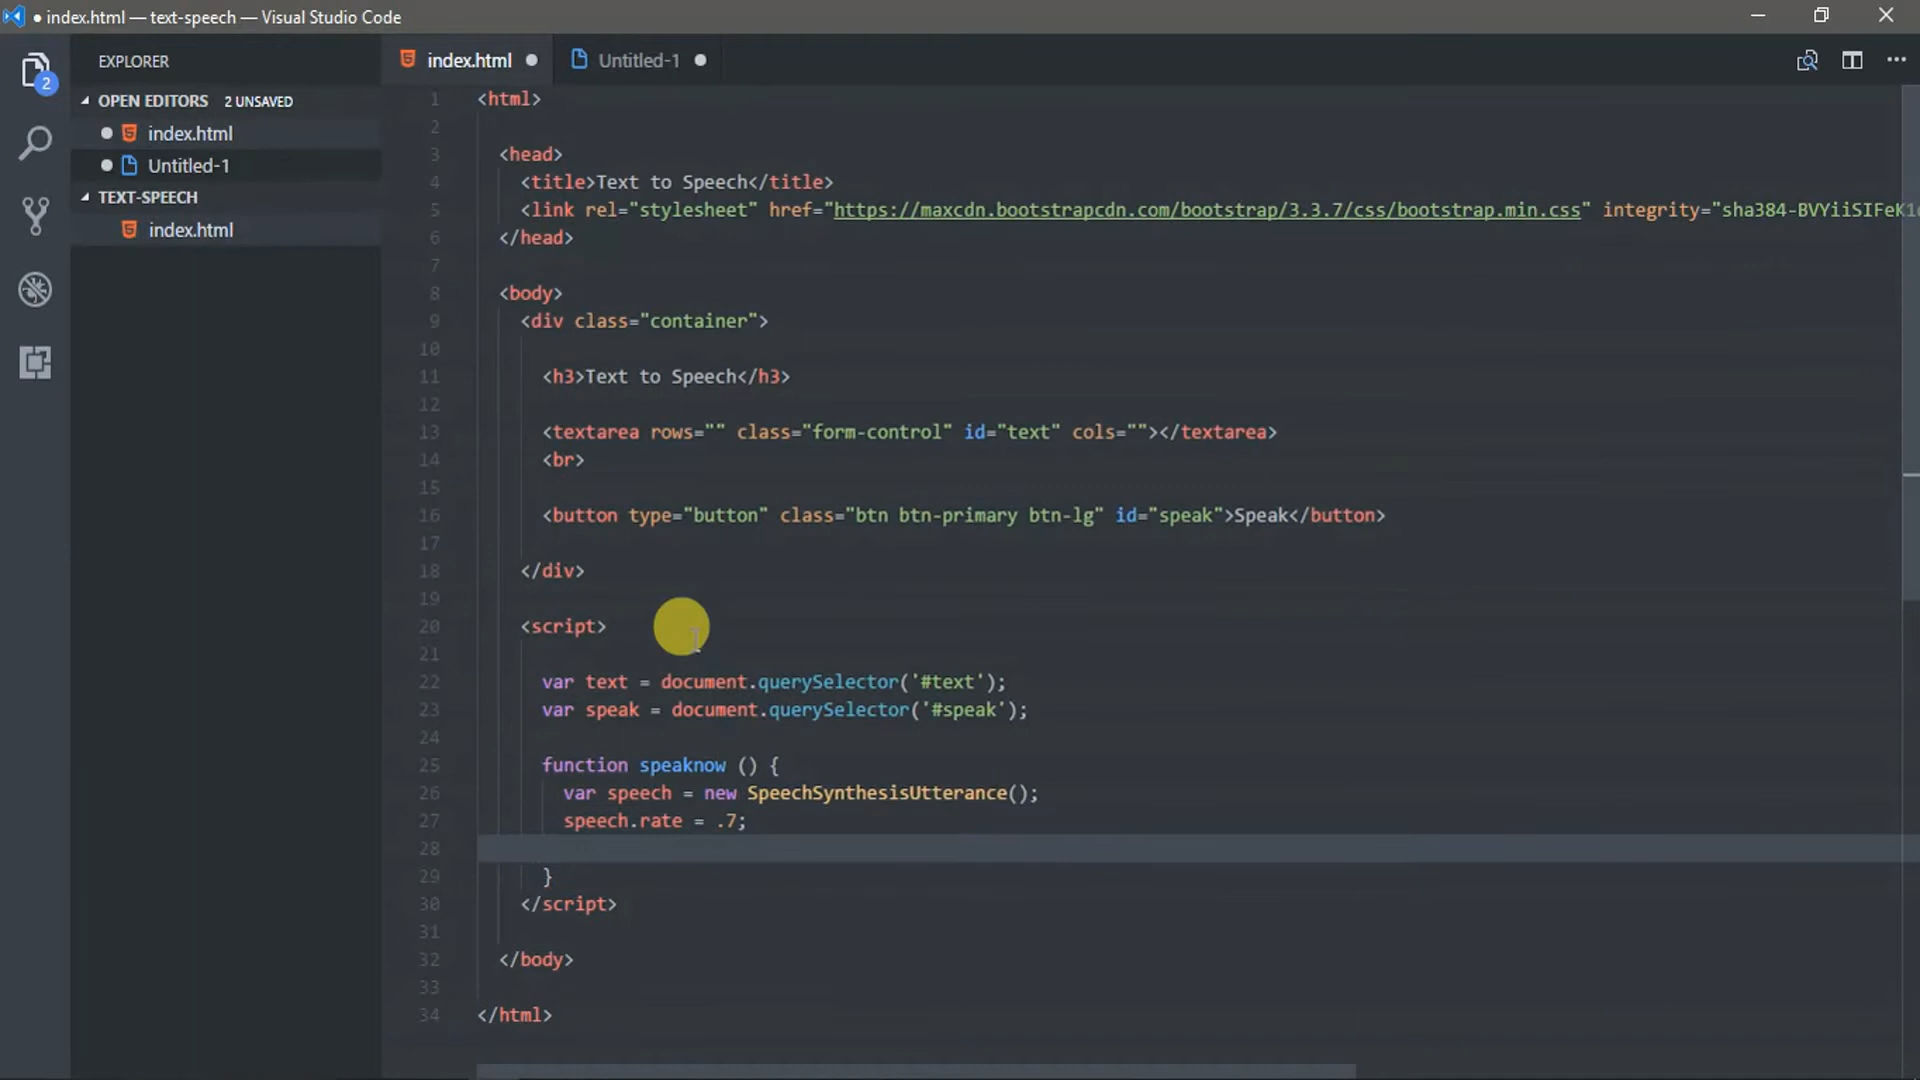 ● index.html — text-speech — Visual Studio Code
EXPLORER
OPEN EDITORS 2 UNSAVED
index.html
Untitled-1
TEXT-SPEECH
index.html
2
index.html
Untitled-1
1 <html>
2
3 <head>
4 <title>Text to Speech</title>
5 <link rel="stylesheet" href="https://maxcdn.bootstrapcdn.com/bootstrap/3.3.7/css/bootstrap.min.css" integrity="sha384-BVYiiSIFeK1
6 </head>
7
8 <body>
9 <div class="container">
10
11 <h3>Text to Speech</h3>
12
13 <textarea rows="" class="form-control" id="text" cols=""></textarea>
14 <br>
15
16 <button type="button" class="btn btn-primary btn-lg" id="speak">Speak</button>
17
18 </div>
19
20 <script>
21
22 var text = document.querySelector('#text');
23 var speak = document.querySelector('#speak');
24
25 function speaknow () {
26 var speech = new SpeechSynthesisUtterance();
27 speech.rate = .7;
28
29 }
30 </script>
31
32 </body>
33
34 </html>